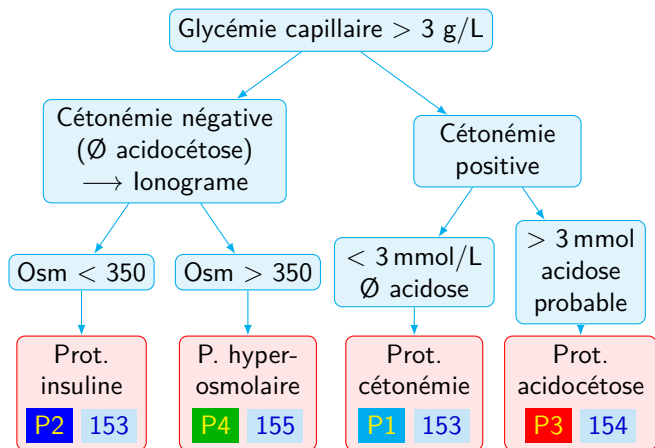 Glycémie capillaire > 3 g/L
Cétonémie négative
(Ø acidocétose)
⟶ Ionograme
Cétonémie
positive
Osm < 350
Osm > 350
< 3 mmol/L
Ø acidose
> 3 mmol
acidose
probable
Prot.
insuline
P2 153
P. hyper-
osmolaire
P4 155
Prot.
cétonémie
P1 153
Prot.
acidocétose
P3 154